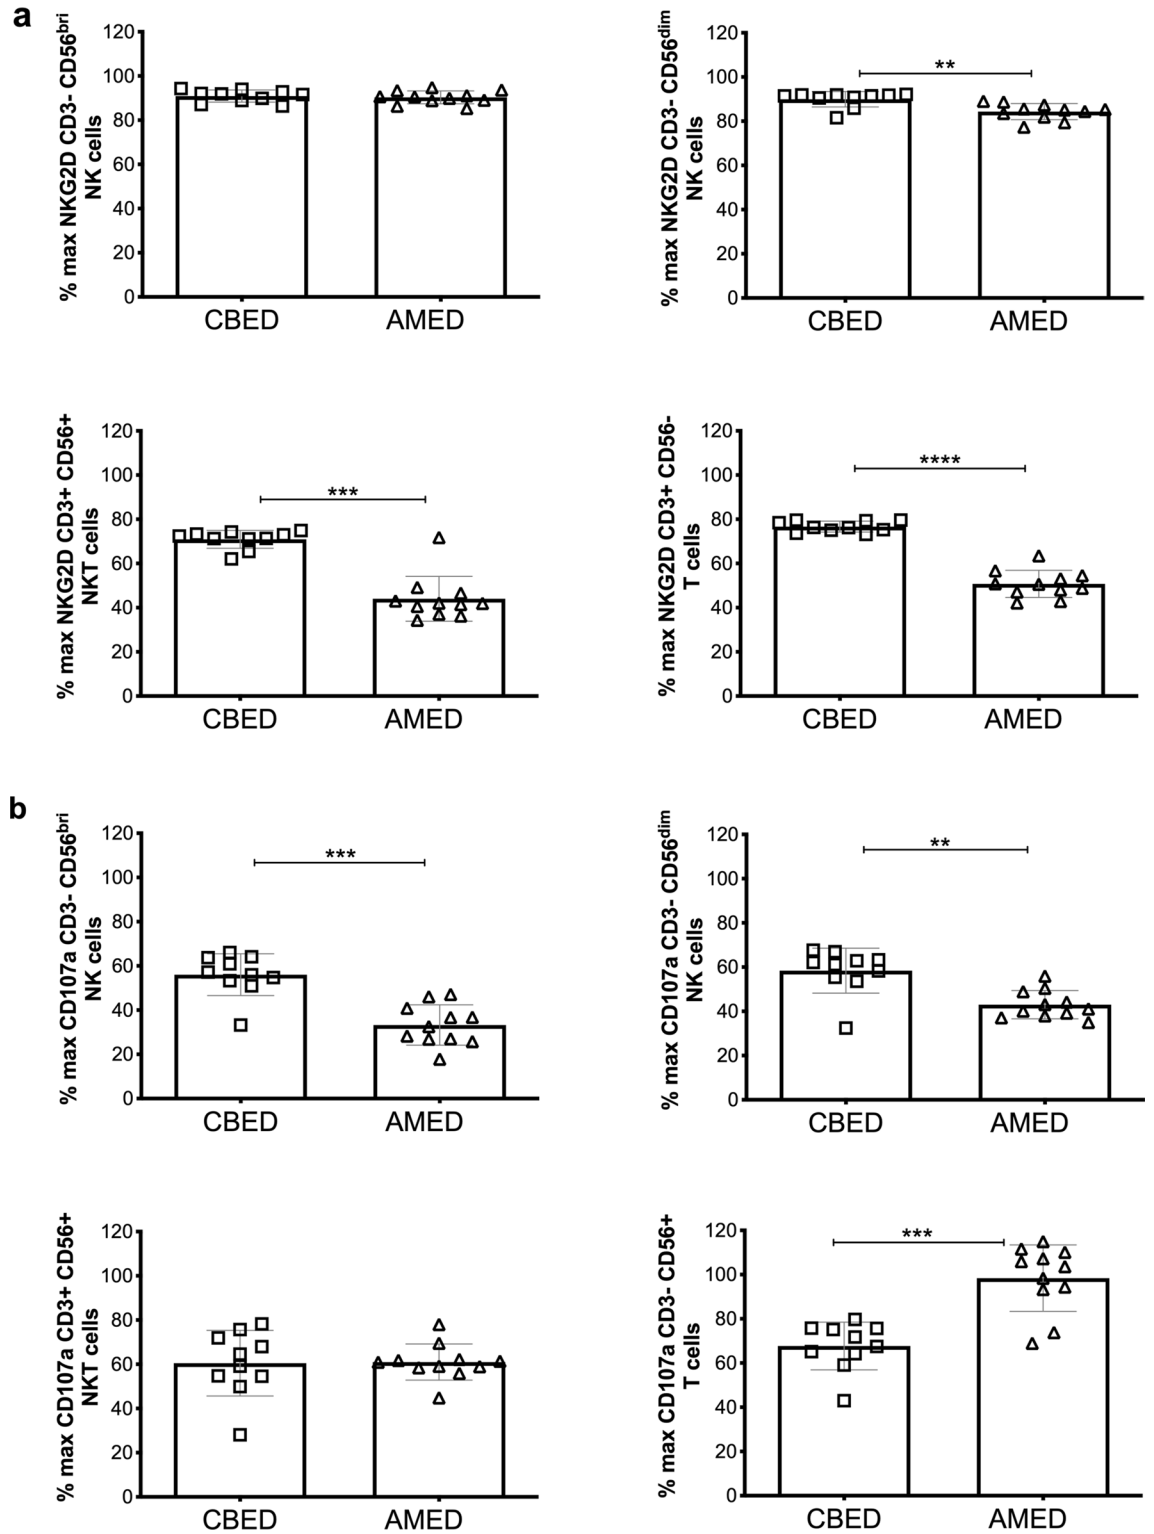 a
% max NKG2D CD3- CD56bri
NK cells
120
100
80
60
40
20
0
CBED
AMED
% max NKG2D CD3- CD56dim
NK cells
120
100
80
60
40
20
0
**
CBED
AMED
% max NKG2D CD3+ CD56+
NKT cells
120
100
80
60
40
20
0
***
CBED
AMED
% max NKG2D CD3+ CD56-
T cells
120
100
80
60
40
20
0
****
CBED
AMED
b
% max CD107a CD3- CD56bri
NK cells
120
100
80
60
40
20
0
***
CBED
AMED
% max CD107a CD3- CD56dim
NK cells
120
100
80
60
40
20
0
**
CBED
AMED
% max CD107a CD3+ CD56+
NKT cells
120
100
80
60
40
20
0
CBED
AMED
% max CD107a CD3- CD56+
T cells
120
100
80
60
40
20
0
***
CBED
AMED